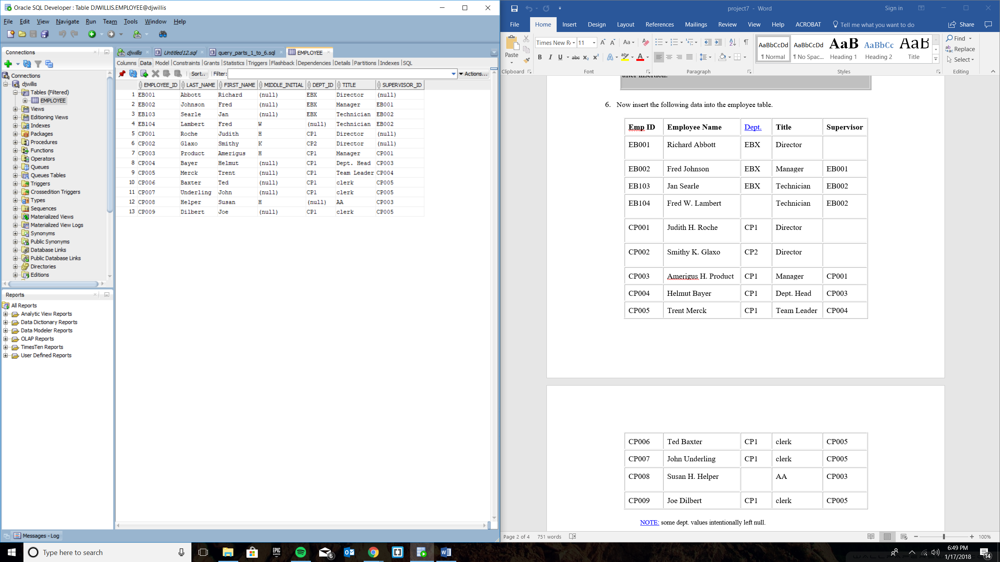 Oracle SQL Developer : Table DJWILLIS.EMPLOYEE@djwillis
File Edit View Navigate Run Team Tools Window Help
Connections
Connections
djwillis
Tables (Filtered)
EMPLOYEE
Views
Editioning Views
Indexes
Packages
Procedures
Functions
Operators
Queues
Queues Tables
Triggers
Crossedition Triggers
Types
Sequences
Materialized Views
Materialized View Logs
Synonyms
Public Synonyms
Database Links
Public Database Links
Directories
Editions
Reports
All Reports
Analytic View Reports
Data Dictionary Reports
Data Modeler Reports
OLAP Reports
TimesTen Reports
User Defined Reports
Messages - Log
djwillis Untitled12.sql query_parts_1_to_6.sql EMPLOYEE
Columns Data Model Constraints Grants Statistics Triggers Flashback Dependencies Details Partitions Indexes SQL
Sort.. Filter: Actions...
EMPLOYEE_ID LAST_NAME FIRST_NAME MIDDLE_INITIAL DEPT_ID TITLE SUPERVISOR_ID
1 EB001 Abbott Richard (null) EBX Director (null)
2 EB002 Johnson Fred (null) EBX Manager EB001
3 EB103 Searle Jan (null) EBX Technician EB002
4 EB104 Lambert Fred W (null) Technician EB002
5 CP001 Roche Judith H CP1 Director (null)
6 CP002 Glaxo Smithy K CP2 Director (null)
7 CP003 Product Amerigus H CP1 Manager CP001
8 CP004 Bayer Helmut (null) CP1 Dept. Head CP003
9 CP005 Merck Trent (null) CP1 Team Leader CP004
10 CP006 Baxter Ted (null) CP1 clerk CP005
11 CP007 Underling John (null) CP1 clerk CP005
12 CP008 Helper Susan H (null) AA CP003
13 CP009 Dilbert Joe (null) CP1 clerk CP005
project7 - Word Sign in
File Home Insert Design Layout References Mailings Review View Help ACROBAT Tell me what you want to do Share
Paste Times New R 11 Aa
AaBbCcDd AaBbCcDd AaB AaBbCc AaB
¶ Normal ¶ No Spac... Heading 1 Heading 2 Title
Find
Replace
Select
Clipboard Font Paragraph Styles Editing
after insertion.
6. Now insert the following data into the employee table.
Emp ID Employee Name Dept. Title Supervisor
EB001 Richard Abbott EBX Director
EB002 Fred Johnson EBX Manager EB001
EB103 Jan Searle EBX Technician EB002
EB104 Fred W. Lambert Technician EB002
CP001 Judith H. Roche CP1 Director
CP002 Smithy K. Glaxo CP2 Director
CP003 Amerigus H. Product CP1 Manager CP001
CP004 Helmut Bayer CP1 Dept. Head CP003
CP005 Trent Merck CP1 Team Leader CP004
CP006 Ted Baxter CP1 clerk CP005
CP007 John Underling CP1 clerk CP005
CP008 Susan H. Helper AA CP003
CP009 Joe Dilbert CP1 clerk CP005
NOTE: some dept. values intentionally left null.
Page 2 of 4 751 words 100%
Type here to search
EPIC GAMES
6
6:49 PM
1/17/2018
14